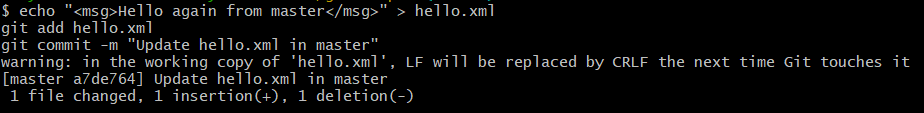 $ echo "<msg>Hello again from master</msg>" > hello.xml
git add hello.xml
git commit -m "Update hello.xml in master"
warning: in the working copy of 'hello.xml', LF will be replaced by CRLF the next time Git touches it
[master a7de764] Update hello.xml in master
 1 file changed, 1 insertion(+), 1 deletion(-)